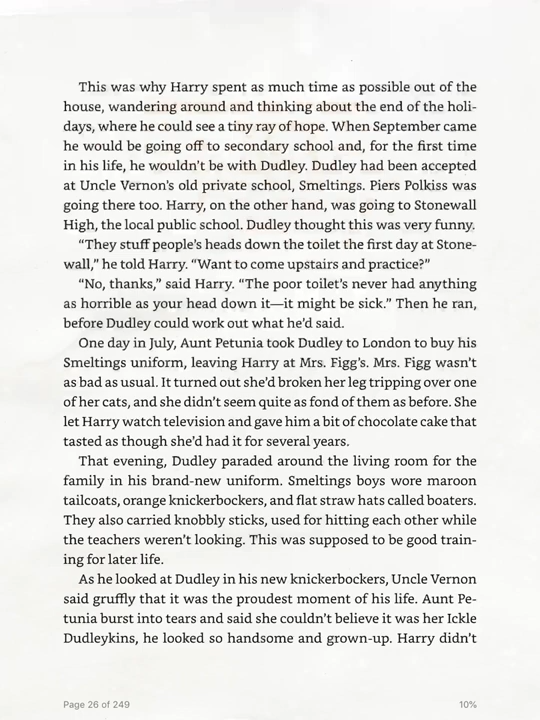 This was why Harry spent as much time as possible out of the
house, wandering around and thinking about the end of the holi-
days, where he could see a tiny ray of hope. When September came
he would be going off to secondary school and, for the first time
in his life, he wouldn't be with Dudley. Dudley had been accepted
at Uncle Vernon's old private school, Smeltings. Piers Polkiss was
going there too. Harry, on the other hand, was going to Stonewall
High, the local public school. Dudley thought this was very funny.
“They stuff people's heads down the toilet the first day at Stone-
wall,” he told Harry. “Want to come upstairs and practice?”
“No, thanks,” said Harry. “The poor toilet's never had anything
as horrible as your head down it—it might be sick.” Then he ran,
before Dudley could work out what he'd said.
One day in July, Aunt Petunia took Dudley to London to buy his
Smeltings uniform, leaving Harry at Mrs. Figg's. Mrs. Figg wasn't
as bad as usual. It turned out she'd broken her leg tripping over one
of her cats, and she didn't seem quite as fond of them as before. She
let Harry watch television and gave him a bit of chocolate cake that
tasted as though she'd had it for several years.
That evening, Dudley paraded around the living room for the
family in his brand-new uniform. Smeltings boys wore maroon
tailcoats, orange knickerbockers, and flat straw hats called boaters.
They also carried knobbly sticks, used for hitting each other while
the teachers weren't looking. This was supposed to be good train-
ing for later life.
As he looked at Dudley in his new knickerbockers, Uncle Vernon
said gruffly that it was the proudest moment of his life. Aunt Pe-
tunia burst into tears and said she couldn't believe it was her Ickle
Dudleykins, he looked so handsome and grown-up. Harry didn't
Page 26 of 249
10%